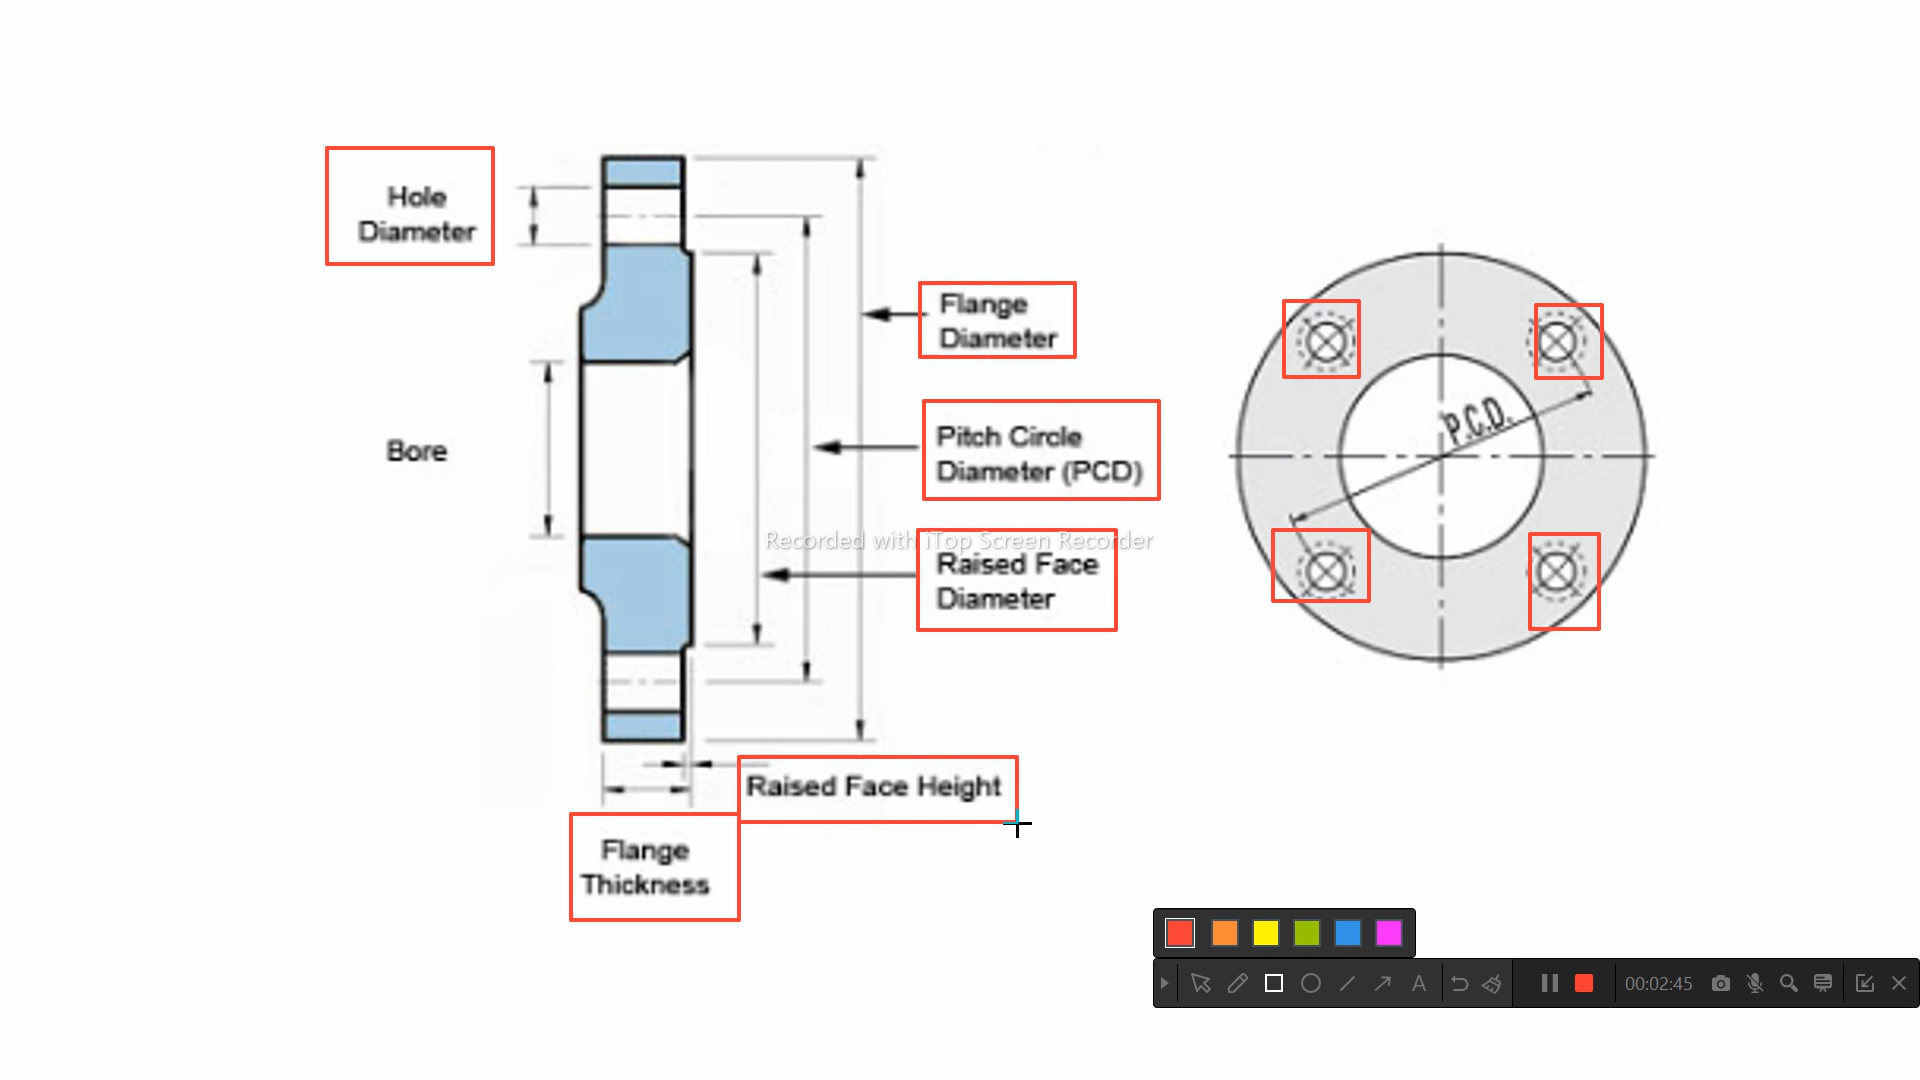 Hole
Diameter
Flange
Diameter
P.C.D.
Pitch Circle
Diameter (PCD)
Bore
Recorded with iTop Screen Recorder
Raised Face
Diameter
Raised Face Height
Flange
Thickness
A
00:02:45